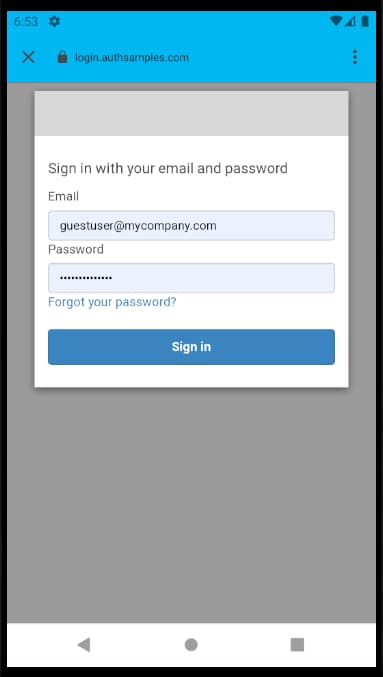 6:53
login.authsamples.com
Sign in with your email and password
Email
guestuser@mycompany.com
Password
••••••••••••••
Forgot your password?
Sign in